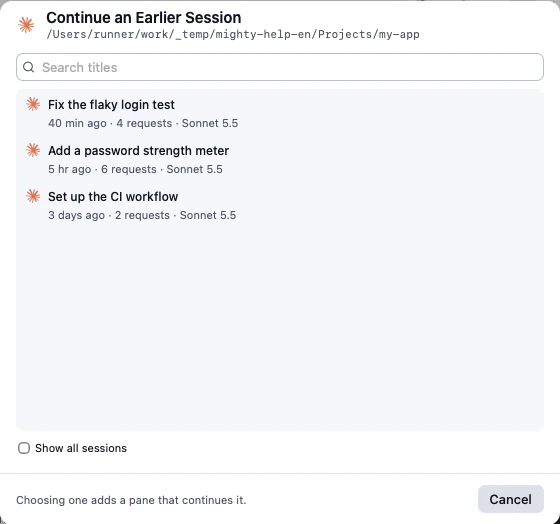 Continue an Earlier Session
/Users/runner/work/_temp/mighty-help-en/Projects/my-app
Search titles
Fix the flaky login test
40 min ago · 4 requests · Sonnet 5.5
Add a password strength meter
5 hr ago · 6 requests · Sonnet 5.5
Set up the CI workflow
3 days ago · 2 requests · Sonnet 5.5
Show all sessions
Choosing one adds a pane that continues it.
Cancel